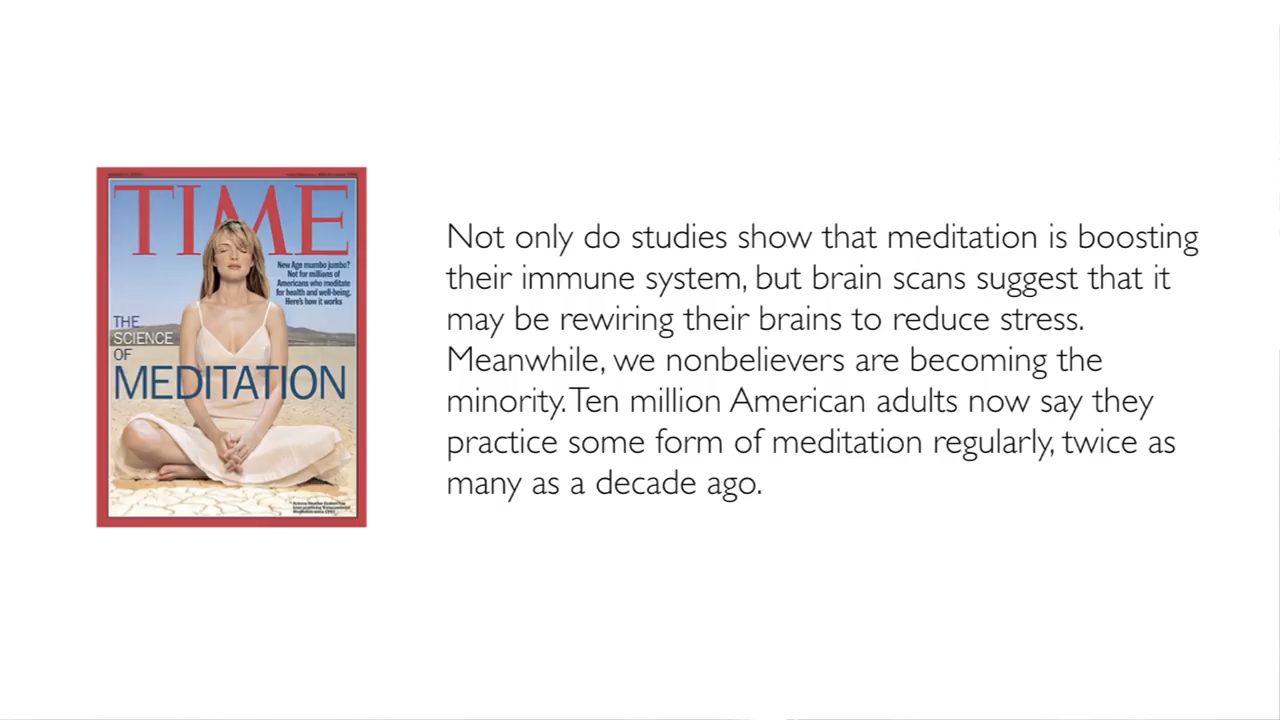 TIME
New Age mumbo jumbo?
Not for millions of
Americans who meditate
for health and well-being.
Here's how it works
THE
SCIENCE
OF
MEDITATION
Not only do studies show that meditation is boosting
their immune system, but brain scans suggest that it
may be rewiring their brains to reduce stress.
Meanwhile, we nonbelievers are becoming the
minority. Ten million American adults now say they
practice some form of meditation regularly, twice as
many as a decade ago.